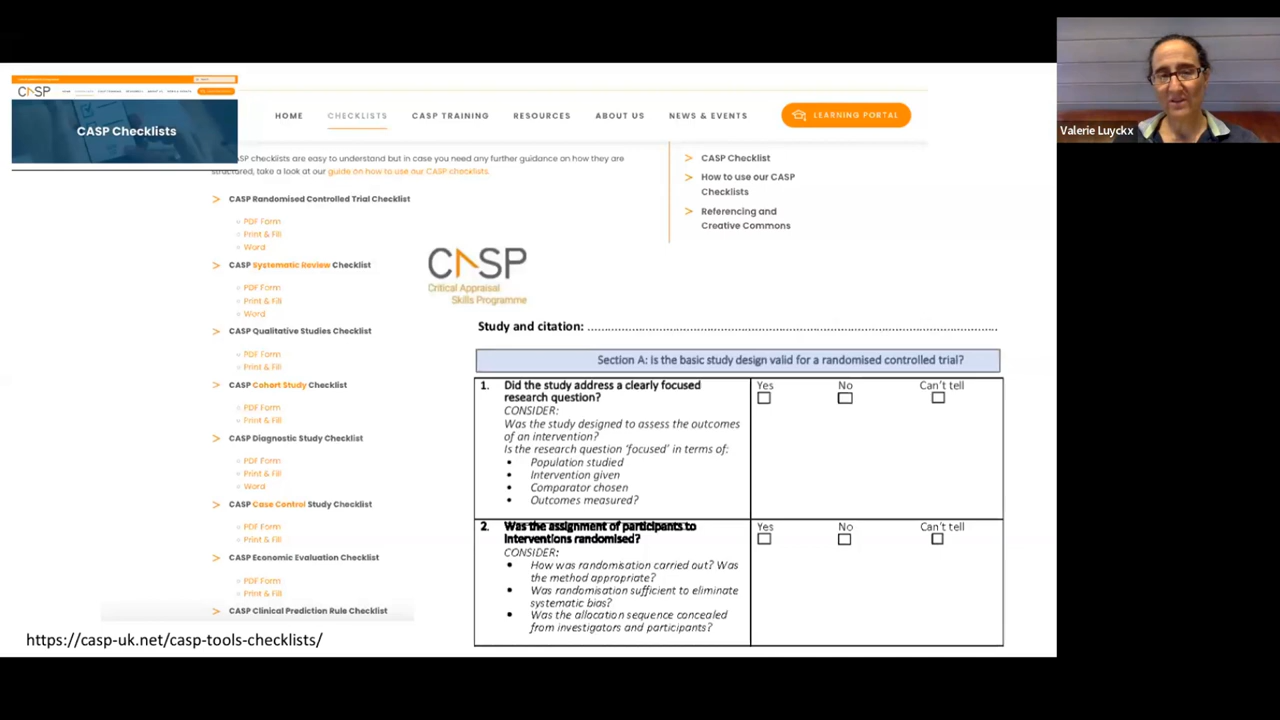 CASP
CASP Checklists
HOME
CHECKLISTS
CASP TRAINING
RESOURCES
ABOUT US
NEWS & EVENTS
LEARNING PORTAL
SP checklists are easy to understand but in case you need any further guidance on how they are
structured, take a look at our guide on how to use our CASP checklists.
> CASP Randomised Controlled Trial Checklist
PDF Form
Print & Fill
Word
> CASP Systematic Review Checklist
PDF Form
Print & Fill
Word
> CASP Qualitative Studies Checklist
PDF Form
Print & Fill
> CASP Cohort Study Checklist
PDF Form
Print & Fill
> CASP Diagnostic Study Checklist
PDF Form
Print & Fill
Word
> CASP Case Control Study Checklist
PDF Form
Print & Fill
> CASP Economic Evaluation Checklist
PDF Form
Print & Fill
> CASP Clinical Prediction Rule Checklist
https://casp-uk.net/casp-tools-checklists/
> CASP Checklist
> How to use our CASP
Checklists
> Referencing and
Creative Commons
CASP
Critical Appraisal
Skills Programme
Study and citation: ........................................................................................................
Section A: Is the basic study design valid for a randomised controlled trial?
1. Did the study address a clearly focused
research question?
CONSIDER:
Was the study designed to assess the outcomes
of an intervention?
Is the research question 'focused' in terms of:
• Population studied
• Intervention given
• Comparator chosen
• Outcomes measured?
Yes
No
Can't tell
2. Was the assignment of participants to
interventions randomised?
CONSIDER:
• How was randomisation carried out? Was
the method appropriate?
• Was randomisation sufficient to eliminate
systematic bias?
• Was the allocation sequence concealed
from investigators and participants?
Yes
No
Can't tell
Valerie Luyckx